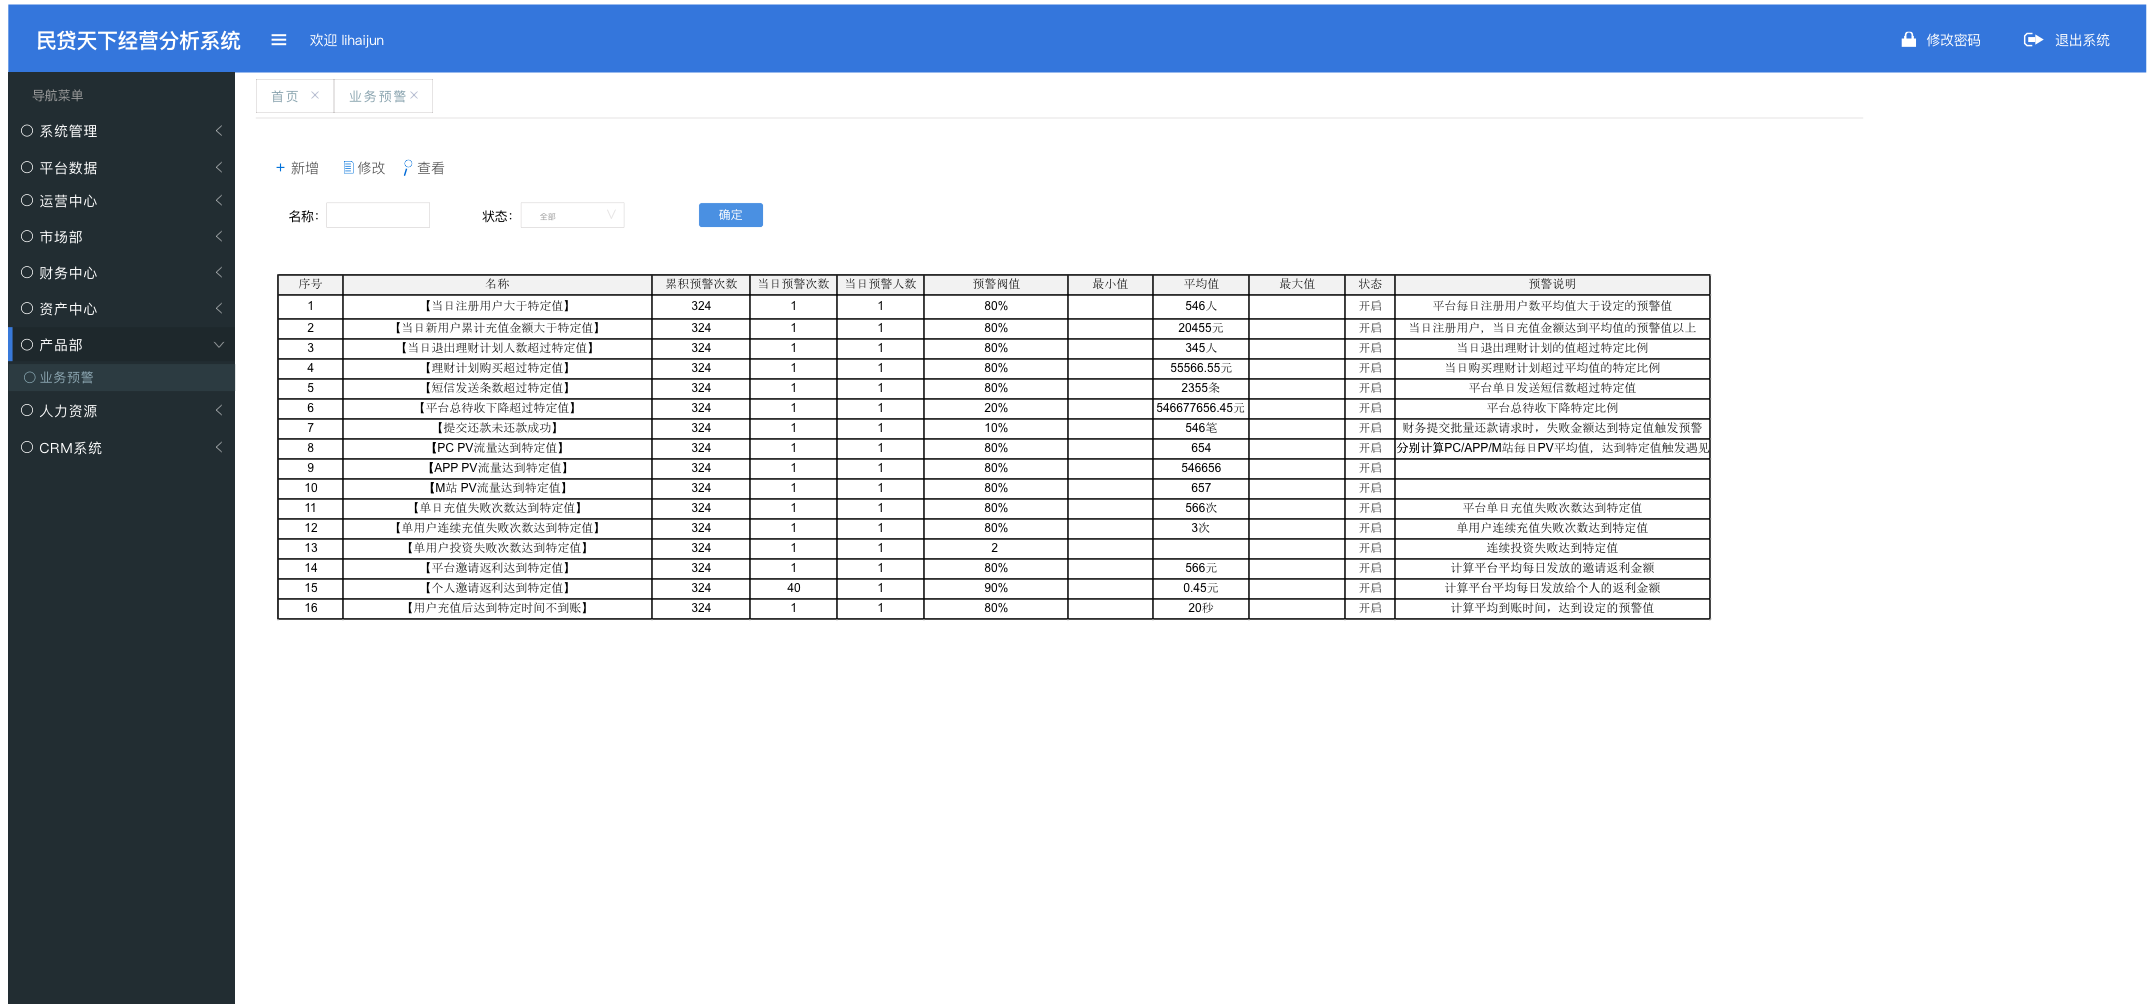 民贷天下经营分析系统 欢迎 lihaijun 修改密码 退出系统
导航菜单
系统管理
平台数据
运营中心
市场部
财务中心
资产中心
产品部
业务预警
人力资源
CRM系统
首页 × 业务预警 ×
+ 新增 修改 查看
名称： 状态： 全部 确定
序号 名称 累积预警次数 当日预警次数 当日预警人数 预警阀值 最小值 平均值 最大值 状态 预警说明
1 【当日注册用户大于特定值】 324 1 1 80% 546人 开启 平台每日注册用户数平均值大于设定的预警值
2 【当日新用户累计充值金额大于特定值】 324 1 1 80% 20455元 开启 当日注册用户，当日充值金额达到平均值的预警值以上
3 【当日退出理财计划人数超过特定值】 324 1 1 80% 345人 开启 当日退出理财计划的值超过特定比例
4 【理财计划购买超过特定值】 324 1 1 80% 55566.55元 开启 当日购买理财计划超过平均值的特定比例
5 【短信发送条数超过特定值】 324 1 1 80% 2355条 开启 平台单日发送短信数超过特定值
6 【平台总待收下降超过特定值】 324 1 1 20% 546677656.45元 开启 平台总待收下降特定比例
7 【提交还款未还款成功】 324 1 1 10% 546笔 开启 财务提交批量还款请求时，失败金额达到特定值触发预警
8 【PC PV流量达到特定值】 324 1 1 80% 654 开启 分别计算PC/APP/M站每日PV平均值，达到特定值触发遇见
9 【APP PV流量达到特定值】 324 1 1 80% 546656 开启
10 【M站 PV流量达到特定值】 324 1 1 80% 657 开启
11 【单日充值失败次数达到特定值】 324 1 1 80% 566次 开启 平台单日充值失败次数达到特定值
12 【单用户连续充值失败次数达到特定值】 324 1 1 80% 3次 开启 单用户连续充值失败次数达到特定值
13 【单用户投资失败次数达到特定值】 324 1 1 2 开启 连续投资失败达到特定值
14 【平台邀请返利达到特定值】 324 1 1 80% 566元 开启 计算平台平均每日发放的邀请返利金额
15 【个人邀请返利达到特定值】 324 40 1 90% 0.45元 开启 计算平台平均每日发放给个人的返利金额
16 【用户充值后达到特定时间不到账】 324 1 1 80% 20秒 开启 计算平均到账时间，达到设定的预警值